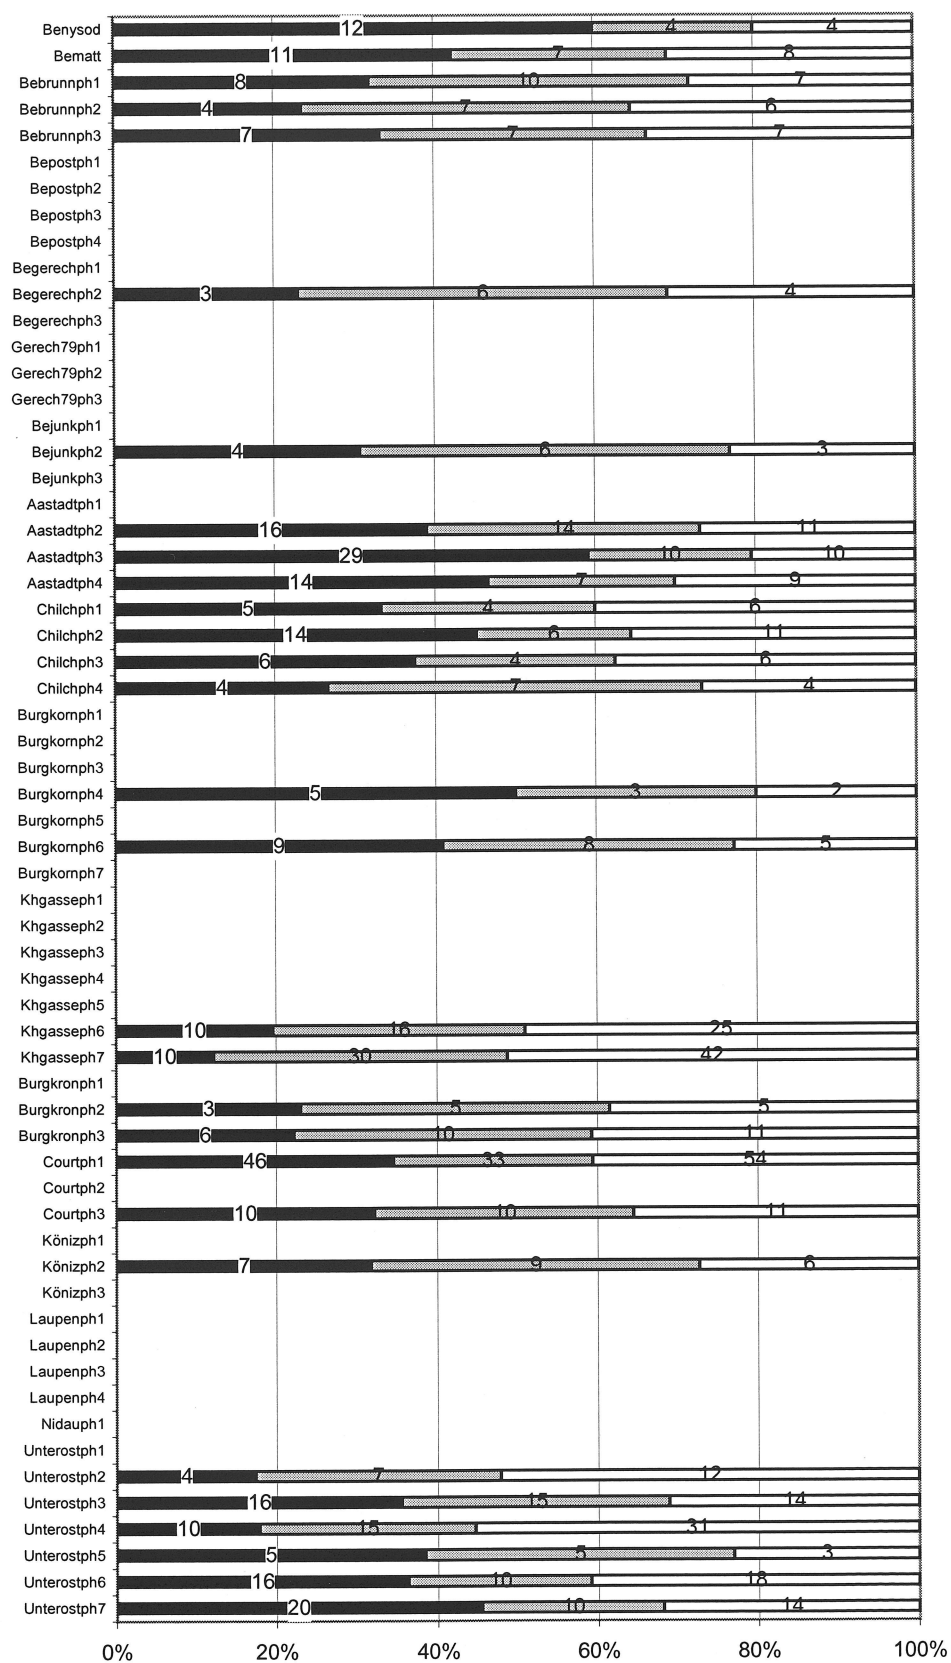 Benysod 12 4 4
Bematt 11 7 8
Bebrunnph1 8 10 7
Bebrunnph2 4 7 6
Bebrunnph3 7 7 7
Bepostph1
Bepostph2
Bepostph3
Bepostph4
Begerechph1
Begerechph2 3 6 4
Begerechph3
Gerech79ph1
Gerech79ph2
Gerech79ph3
Bejunkph1
Bejunkph2 4 6 3
Bejunkph3
Aastadtph1
Aastadtph2 16 14 11
Aastadtph3 29 10 10
Aastadtph4 14 7 9
Chilchph1 5 4 6
Chilchph2 14 6 11
Chilchph3 6 4 6
Chilchph4 4 7 4
Burgkornph1
Burgkornph2
Burgkornph3
Burgkornph4 5 3 2
Burgkornph5
Burgkornph6 9 8 5
Burgkornph7
Khgasseph1
Khgasseph2
Khgasseph3
Khgasseph4
Khgasseph5
Khgasseph6 10 16 25
Khgasseph7 10 30 42
Burgkronph1
Burgkronph2 3 5 5
Burgkronph3 6 10 11
Courtph1 46 33 54
Courtph2
Courtph3 10 10 11
Könizph1
Könizph2 7 9 6
Könizph3
Laupenph1
Laupenph2
Laupenph3
Laupenph4
Nidauph1
Unterostph1
Unterostph2 4 7 12
Unterostph3 16 15 14
Unterostph4 10 15 31
Unterostph5 5 5 3
Unterostph6 16 10 18
Unterostph7 20 10 14
0% 20% 40% 60% 80% 100%